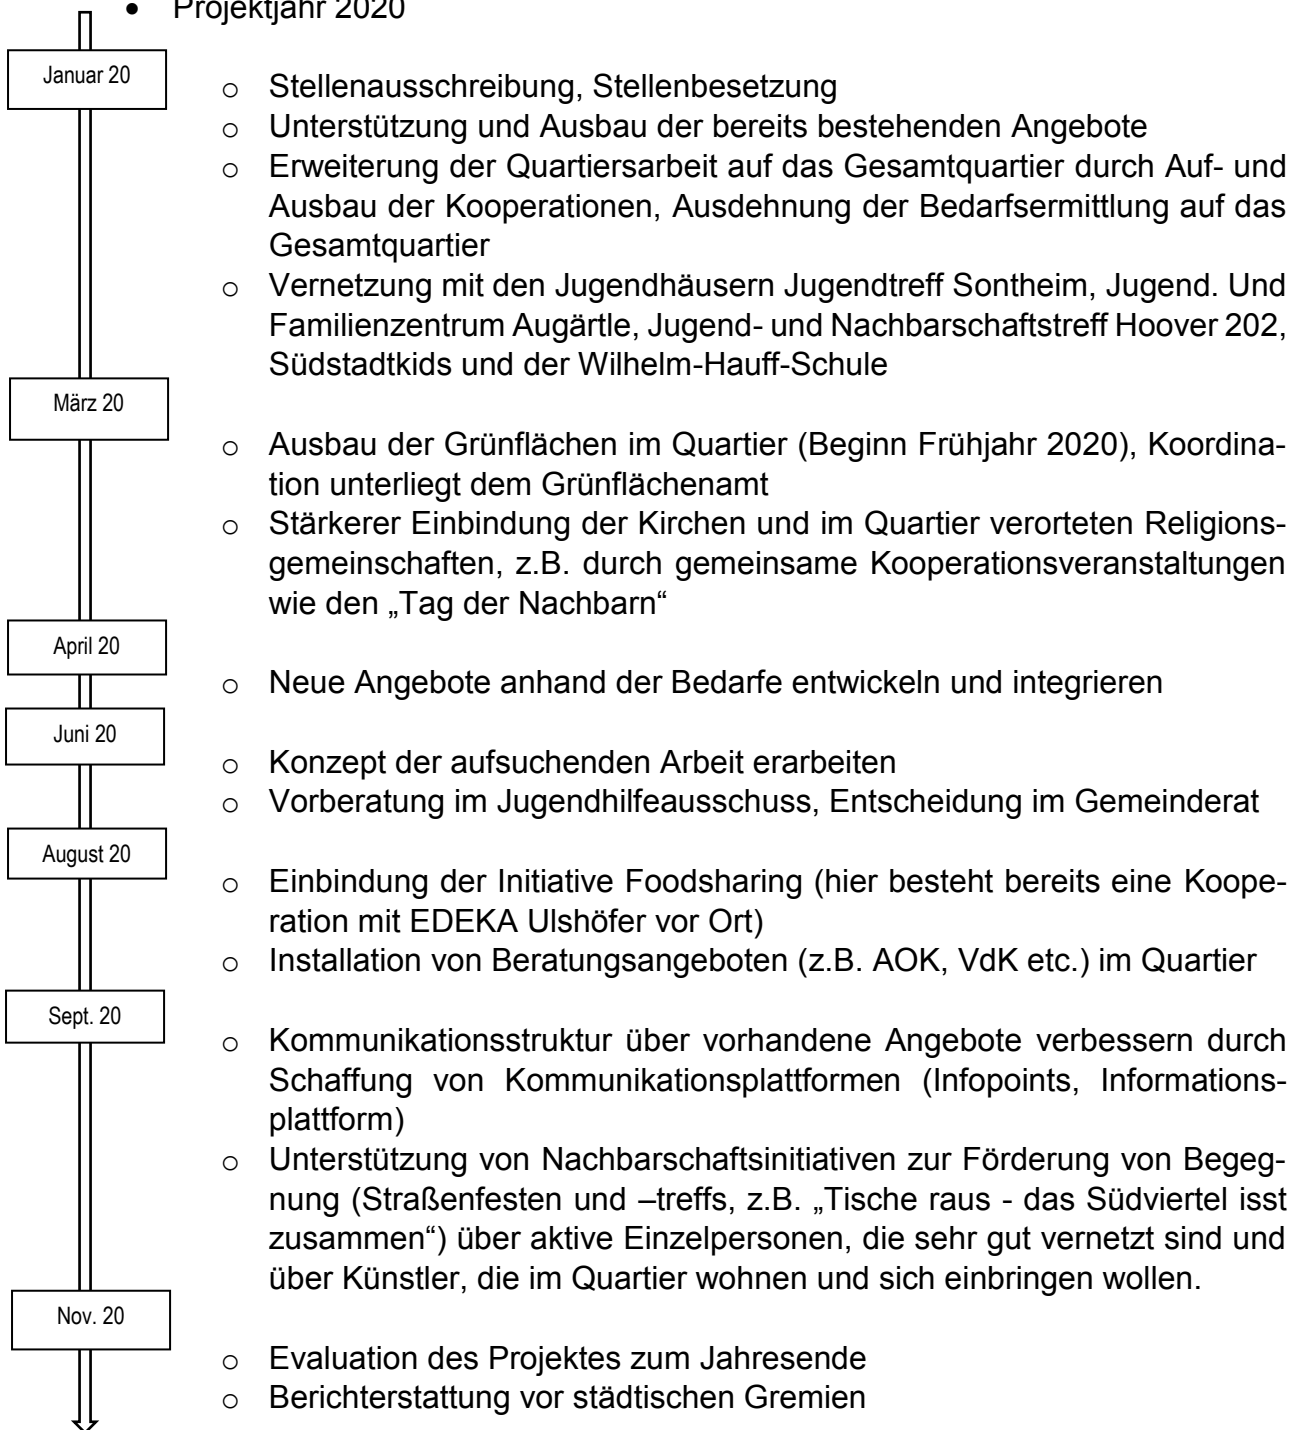 • Projektjahr 2020
Januar 20
o Stellenausschreibung, Stellenbesetzung
o Unterstützung und Ausbau der bereits bestehenden Angebote
o Erweiterung der Quartiersarbeit auf das Gesamtquartier durch Auf- und
Ausbau der Kooperationen, Ausdehnung der Bedarfsermittlung auf das
Gesamtquartier
o Vernetzung mit den Jugendhäusern Jugendtreff Sontheim, Jugend. Und
Familienzentrum Augärtle, Jugend- und Nachbarschaftstreff Hoover 202,
Südstadtkids und der Wilhelm-Hauff-Schule
März 20
o Ausbau der Grünflächen im Quartier (Beginn Frühjahr 2020), Koordina-
tion unterliegt dem Grünflächenamt
o Stärkerer Einbindung der Kirchen und im Quartier verorteten Religions-
gemeinschaften, z.B. durch gemeinsame Kooperationsveranstaltungen
wie den „Tag der Nachbarn“
April 20
o Neue Angebote anhand der Bedarfe entwickeln und integrieren
Juni 20
o Konzept der aufsuchenden Arbeit erarbeiten
o Vorberatung im Jugendhilfeausschuss, Entscheidung im Gemeinderat
August 20
o Einbindung der Initiative Foodsharing (hier besteht bereits eine Koope-
ration mit EDEKA Ulshöfer vor Ort)
o Installation von Beratungsangeboten (z.B. AOK, VdK etc.) im Quartier
Sept. 20
o Kommunikationsstruktur über vorhandene Angebote verbessern durch
Schaffung von Kommunikationsplattformen (Infopoints, Informations-
plattform)
o Unterstützung von Nachbarschaftsinitiativen zur Förderung von Begeg-
nung (Straßenfesten und –treffs, z.B. „Tische raus - das Südviertel isst
zusammen“) über aktive Einzelpersonen, die sehr gut vernetzt sind und
über Künstler, die im Quartier wohnen und sich einbringen wollen.
Nov. 20
o Evaluation des Projektes zum Jahresende
o Berichterstattung vor städtischen Gremien